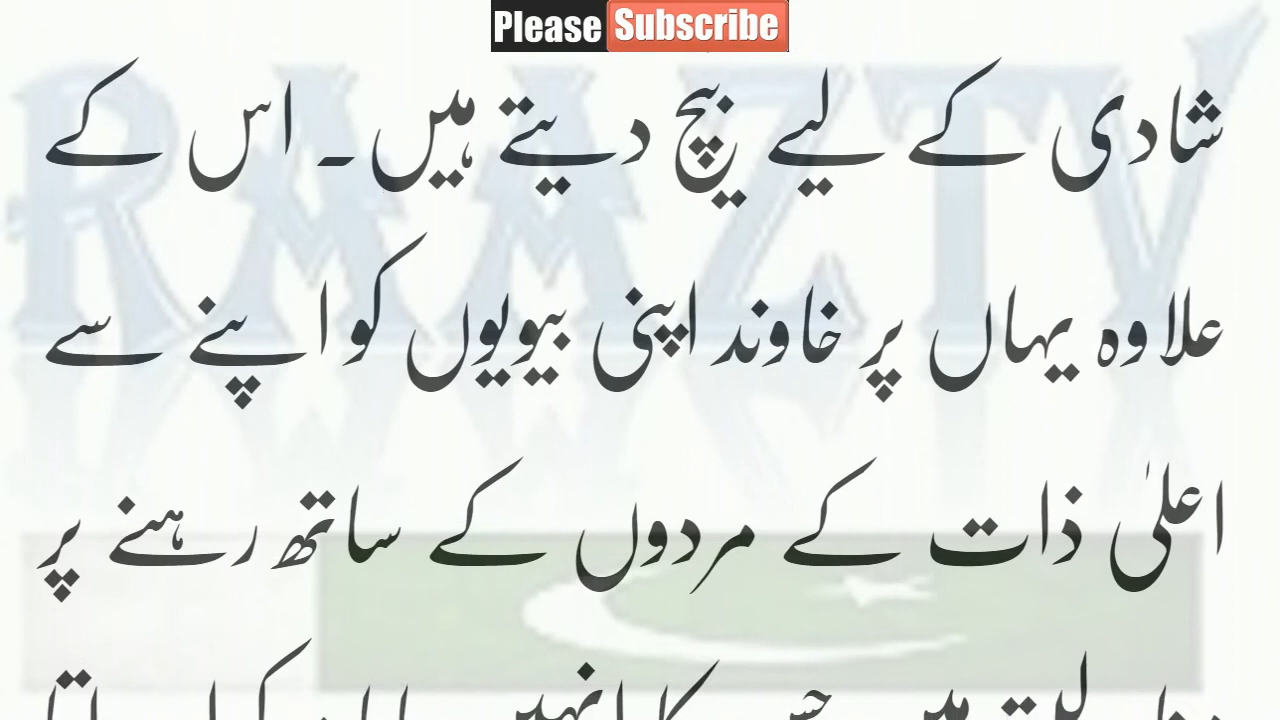 Please Subscribe
شادی کے لیے بیچ دیتے ہیں۔ اس کے
علاوہ یہاں پر خاوند اپنی بیویوں کو اپنے سے
اعلیٰ ذات کے مردوں کے ساتھ رہنے پر
RMMZTV